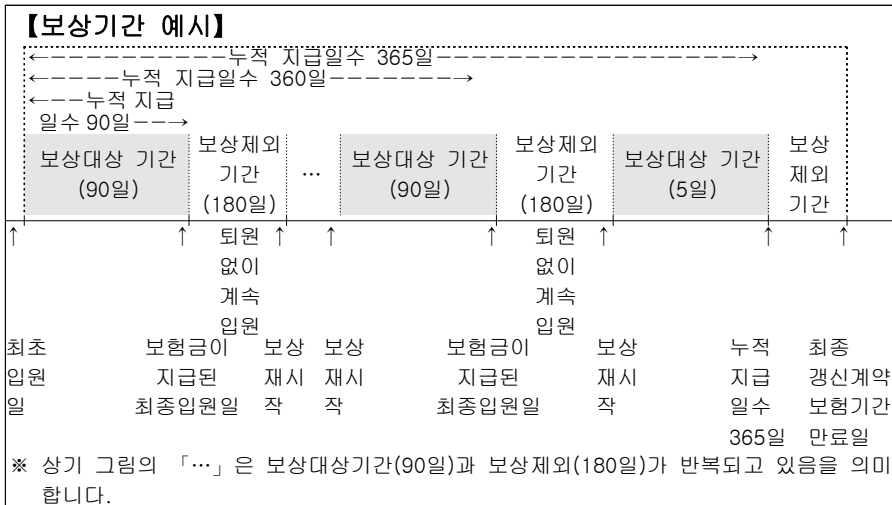 【보상기간 예시】
←----------누적 지급일수 365일----------------→
←-----누적 지급일수 360일-------→
←--누적 지급
일수 90일--→
보상대상 기간
(90일)
보상제외
기간
(180일)
…
보상대상 기간
(90일)
보상제외
기간
(180일)
보상대상 기간
(5일)
보상
제외
기간
↑ ↑ ↑ ↑ ↑ ↑ ↑ ↑
퇴원
없이
계속
입원
퇴원
없이
계속
입원
최초
입원
일
보험금이
지급된
최종입원일
보상
재시
작
보상
재시
작
보험금이
지급된
최종입원일
보상
재시
작
누적
지급
일수
365일
최종
갱신계약
보험기간
만료일
※ 상기 그림의 「…」은 보상대상기간(90일)과 보상제외(180일)가 반복되고 있음을 의미
합니다.